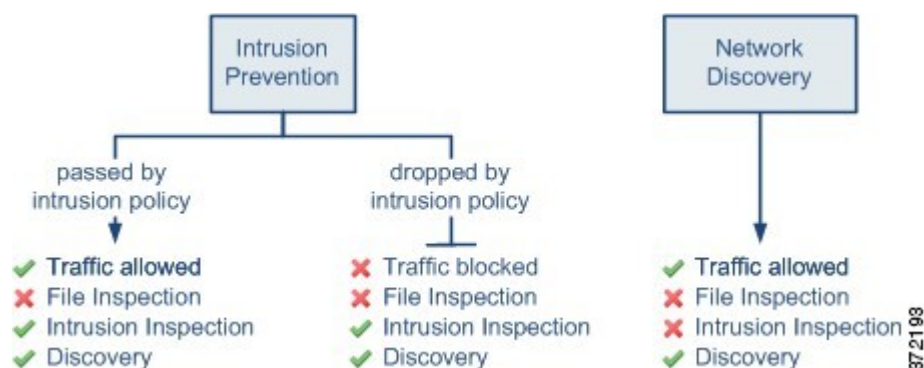 Intrusion
Prevention
Network
Discovery
passed by
intrusion policy
dropped by
intrusion policy
Traffic allowed
File Inspection
Intrusion Inspection
Discovery
Traffic blocked
File Inspection
Intrusion Inspection
Discovery
Traffic allowed
File Inspection
Intrusion Inspection
Discovery
372193